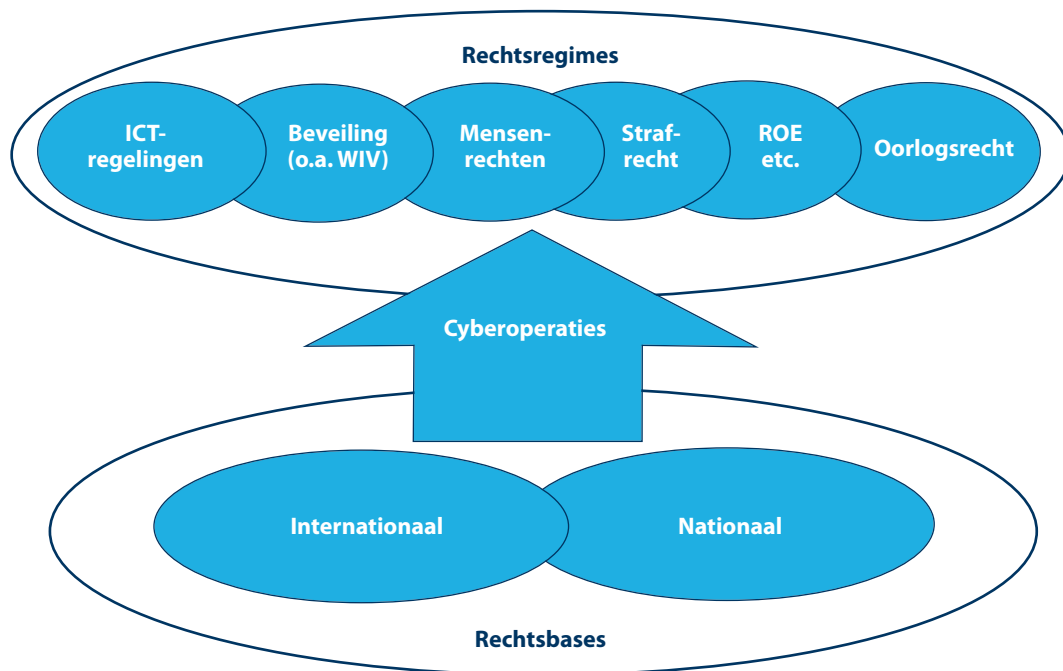 Rechtsregimes
ICT-
regelingen
Beveiling
(o.a. WIV)
Mensen-
rechten
Straf-
recht
ROE
etc.
Oorlogsrecht
Cyberoperaties
Internationaal
Nationaal
Rechtsbases